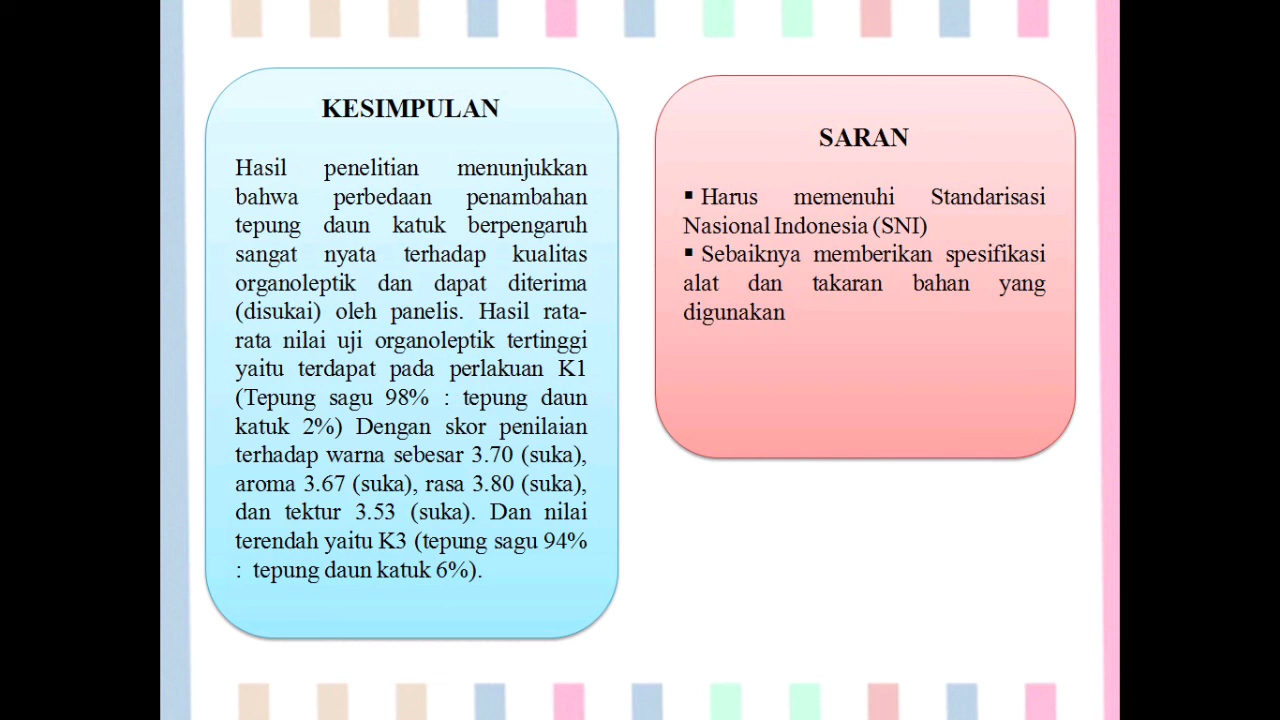 KESIMPULAN
Hasil penelitian menunjukkan
bahwa perbedaan penambahan
tepung daun katuk berpengaruh
sangat nyata terhadap kualitas
organoleptik dan dapat diterima
(disukai) oleh panelis. Hasil rata-
rata nilai uji organoleptik tertinggi
yaitu terdapat pada perlakuan K1
(Tepung sagu 98% : tepung daun
katuk 2%) Dengan skor penilaian
terhadap warna sebesar 3.70 (suka),
aroma 3.67 (suka), rasa 3.80 (suka),
dan tektur 3.53 (suka). Dan nilai
terendah yaitu K3 (tepung sagu 94%
: tepung daun katuk 6%).
SARAN
▪ Harus memenuhi Standarisasi
Nasional Indonesia (SNI)
▪ Sebaiknya memberikan spesifikasi
alat dan takaran bahan yang
digunakan